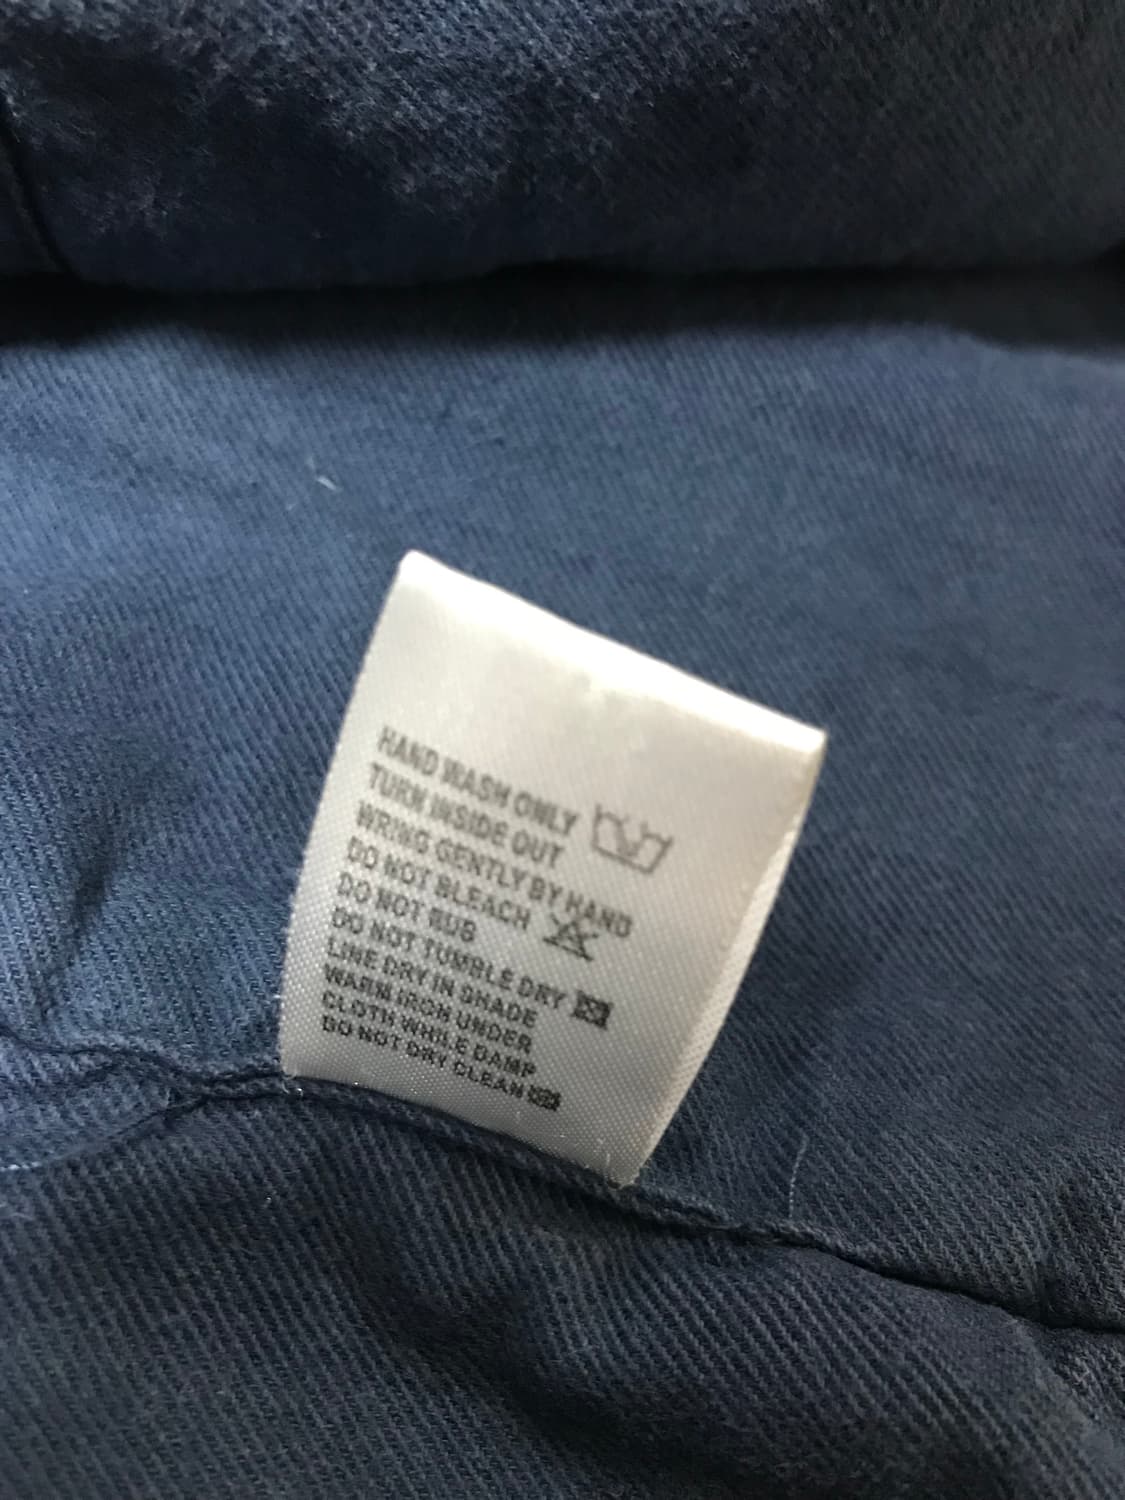 HAND WASH ONLY
TURN INSIDE OUT
WRING GENTLY BY HAND
DO NOT BLEACH
DO NOT RUB
DO NOT TUMBLE DRY
LINE DRY IN SHADE
WARM IRON UNDER
CLOTH WHILE DAMP
DO NOT DRY CLEAN